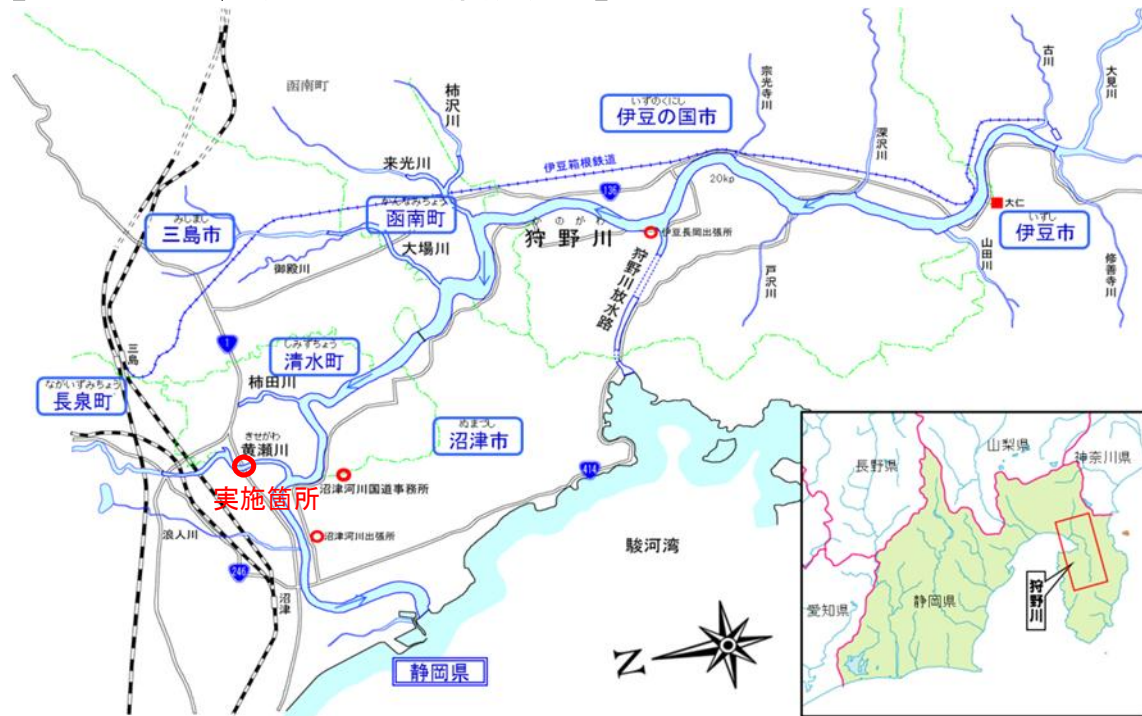 函南町
柿沢川
宗光寺川
古川
大見川
いずのくにし
伊豆の国市
深沢川
来光川
伊豆箱根鉄道
136
20kp
かんなみちょう
函南町
かのがわ
狩野川
大仁
みしまし
三島市
大場川
伊豆長岡出張所
いずし
伊豆市
御殿川
狩野川放水路
戸沢川
山田川
修善寺川
1
しみずちょう
清水町
三島
ながいずみちょう
長泉町
柿田川
ぬまづし
沼津市
きせがわ
黄瀬川
414
実施箇所
沼津河川国道事務所
浪人川
沼津河川出張所
246
沼津
駿河湾
N
静岡県
山梨県
神奈川県
長野県
静岡県
愛知県
狩野川